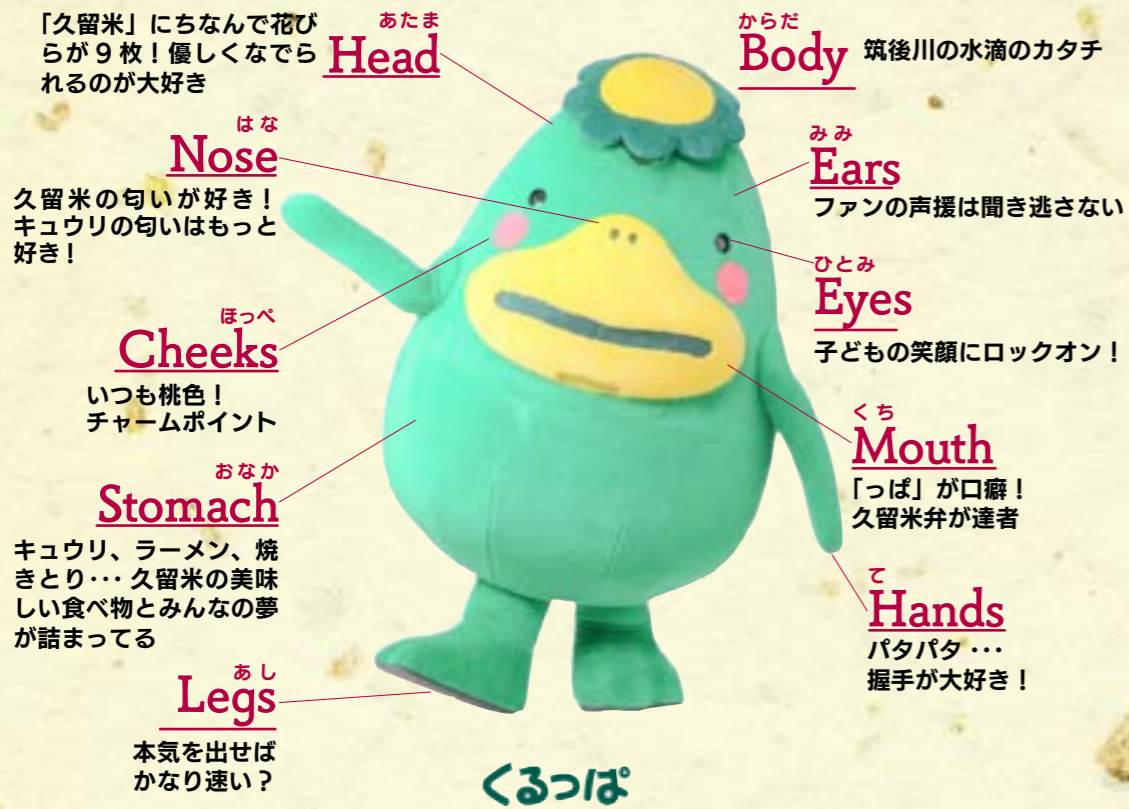 あたま
Head
「久留米」にちなんで花び
らが9枚！優しくなでら
れるのが大好き
からだ
Body
筑後川の水滴のカタチ
はな
Nose
久留米の匂いが好き！
キュウリの匂いはもっと
好き！
みみ
Ears
ファンの声援は聞き逃さない
ひとみ
Eyes
子どもの笑顔にロックオン！
ほっぺ
Cheeks
いつも桃色！
チャームポイント
くち
Mouth
「っぱ」が口癖！
久留米弁が達者
おなか
Stomach
キュウリ、ラーメン、焼
きとり･･･久留米の美味
しい食べ物とみんなの夢
が詰まってる
て
Hands
パタパタ･･･
握手が大好き！
あし
Legs
本気を出せば
かなり速い？
くるっぱ